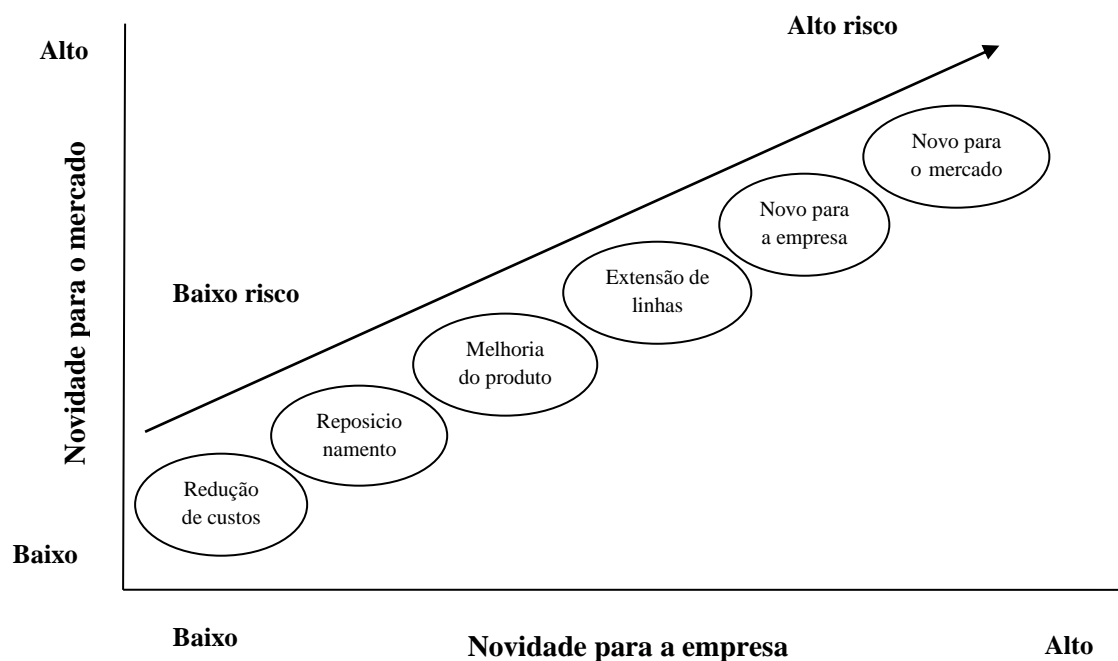 Alto risco
Alto
Novidade para o mercado
Novo para
o mercado
Novo para
a empresa
Extensão de
linhas
Baixo risco
Melhoria
do produto
Reposicio
namento
Redução
de custos
Baixo
Baixo
Novidade para a empresa
Alto